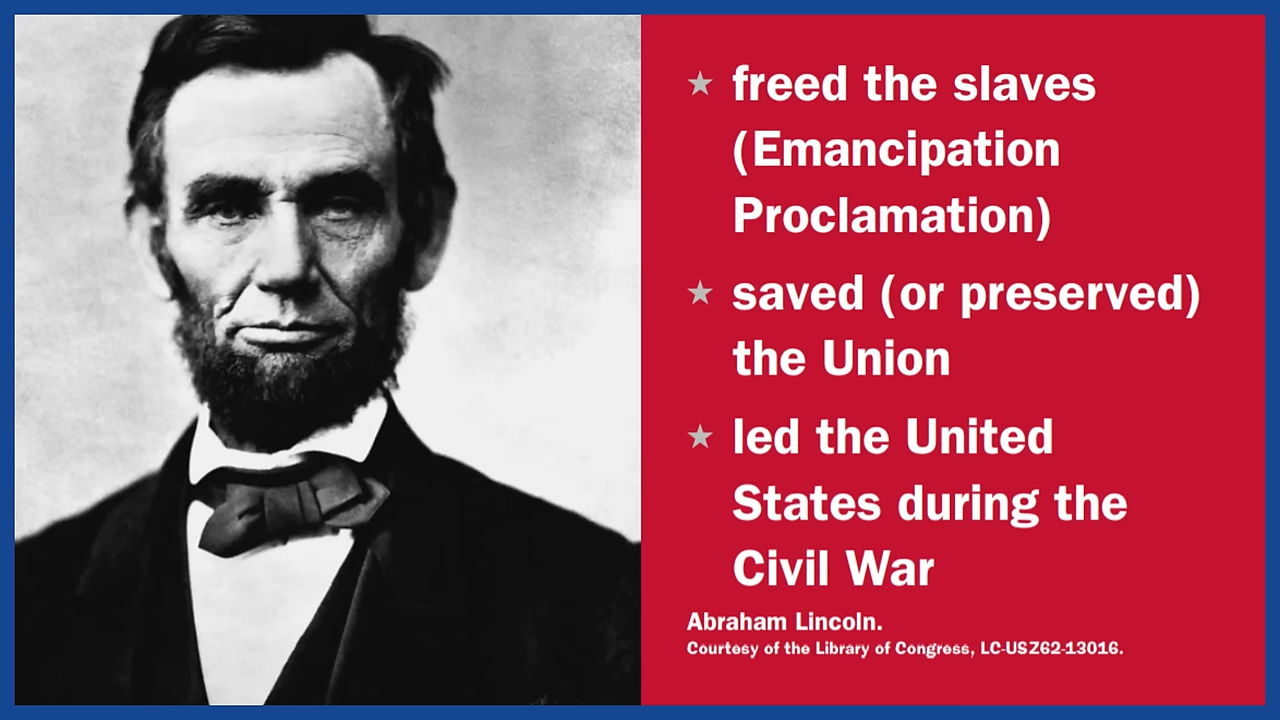 ★ freed the slaves
(Emancipation
Proclamation)
★ saved (or preserved)
the Union
★ led the United
States during the
Civil War
Abraham Lincoln.
Courtesy of the Library of Congress, LC-USZ62-13016.